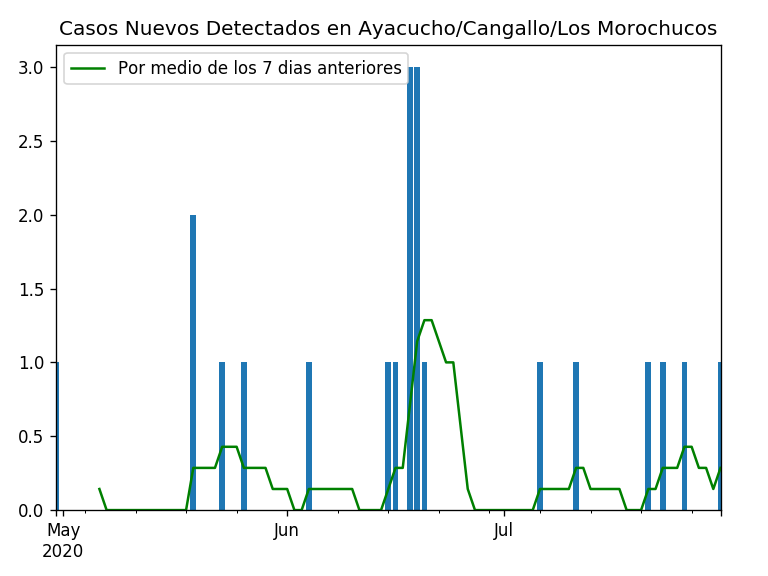 Casos Nuevos Detectados en Ayacucho/Cangallo/Los Morochucos
Por medio de los 7 dias anteriores
3.0
2.5
2.0
1.5
1.0
0.5
0.0
May Jun Jul
2020